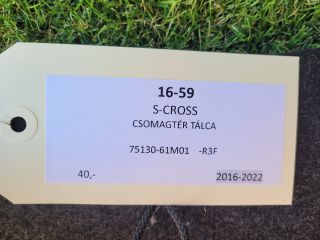 16-59
S-CROSS
CSOMAGTÉR TÁLCA
75130-61M01 -R3F
40,- 2016-2022